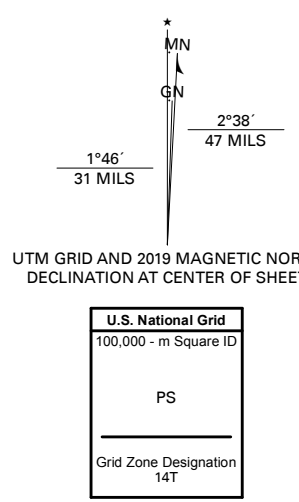 ★
MN
GN
2°38´
47 MILS
1°46´
31 MILS
UTM GRID AND 2019 MAGNETIC NOR
DECLINATION AT CENTER OF SHEET
U.S. National Grid
100,000 - m Square ID
PS
Grid Zone Designation
14T